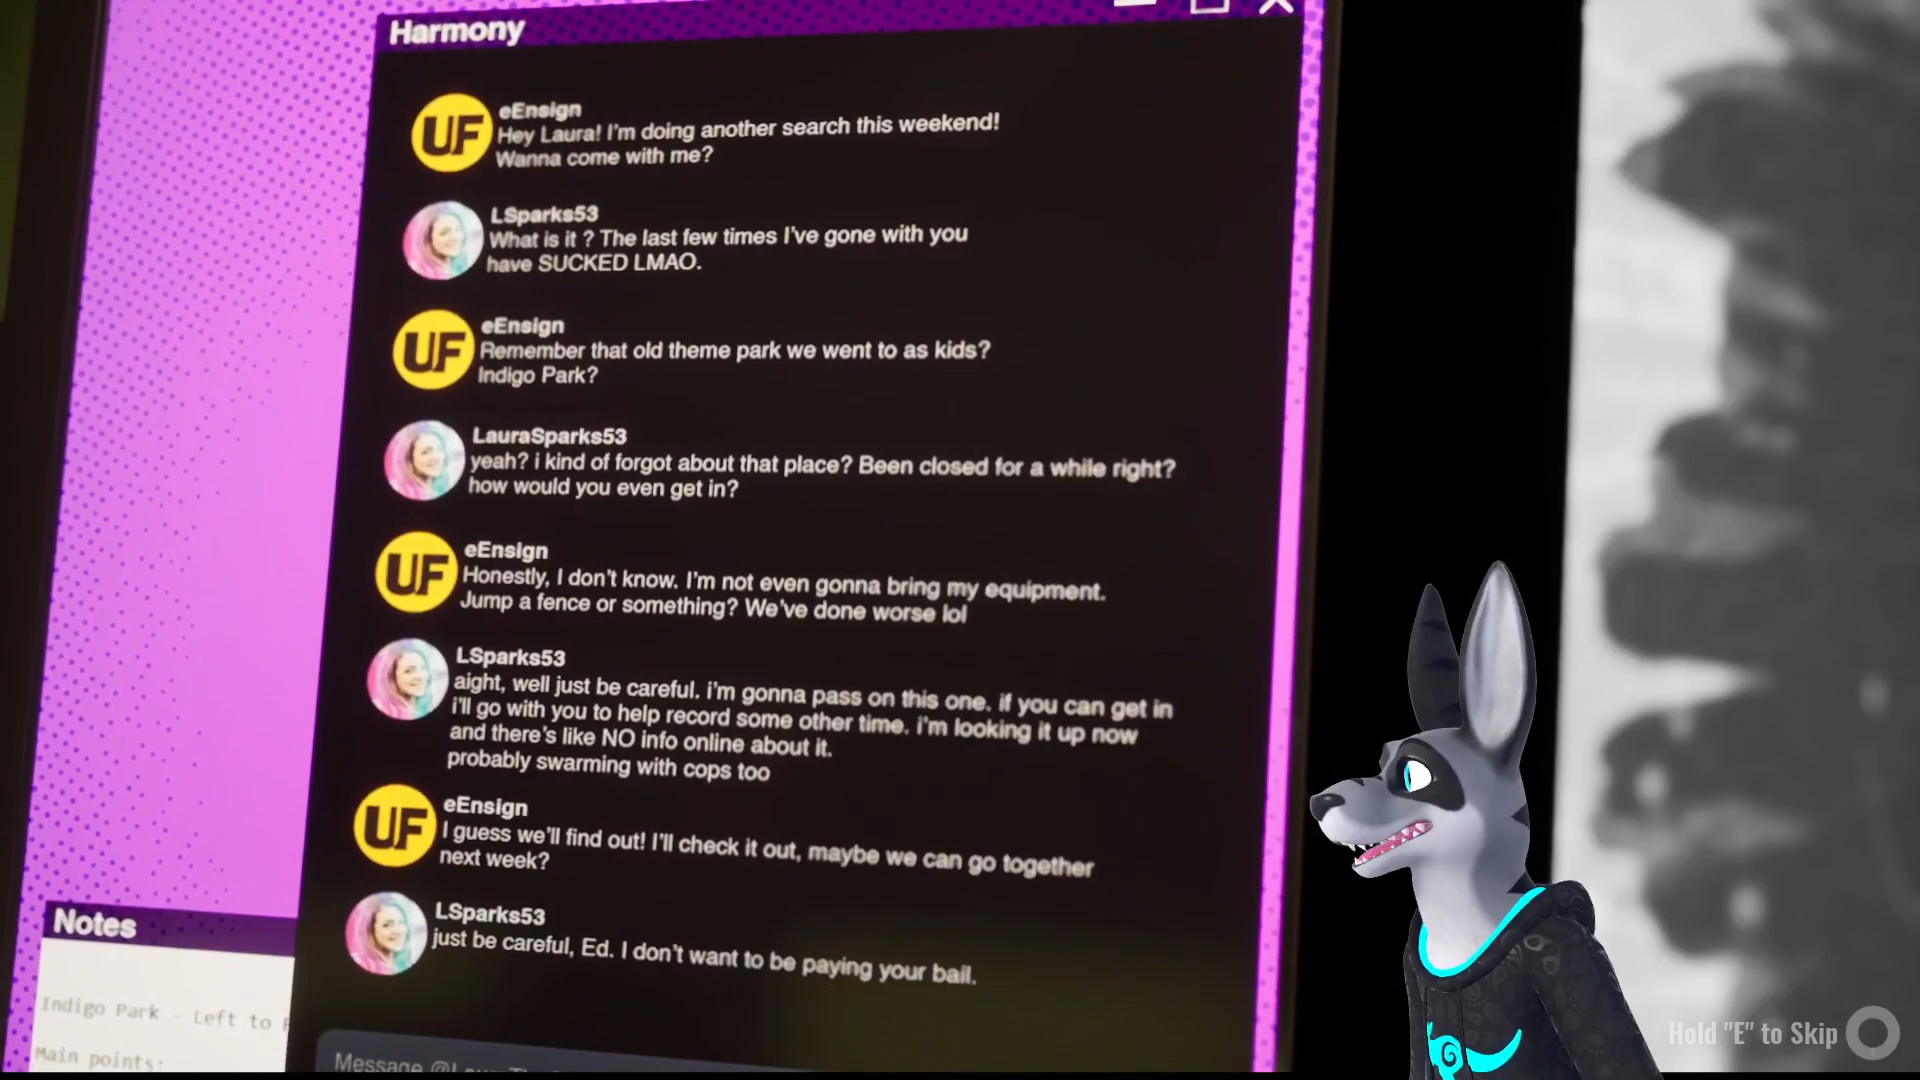 Harmony
UF
eEnsign
Hey Laura! I'm doing another search this weekend!
Wanna come with me?
LSparks53
What is it ? The last few times I've gone with you
have SUCKED LMAO.
UF
eEnsign
Remember that old theme park we went to as kids?
Indigo Park?
LauraSparks53
yeah? i kind of forgot about that place? Been closed for a while right?
how would you even get in?
UF
eEnsign
Honestly, I don't know. I'm not even gonna bring my equipment.
Jump a fence or something? We've done worse lol
LSparks53
aight, well just be careful. i'm gonna pass on this one. if you can get in
i'll go with you to help record some other time. i'm looking it up now
and there's like NO info online about it.
probably swarming with cops too
UF
eEnsign
I guess we'll find out! I'll check it out, maybe we can go together
next week?
LSparks53
just be careful, Ed. I don't want to be paying your bail.
Notes
Indigo Park - Left to
Main points:
Message
Hold "E" to Skip